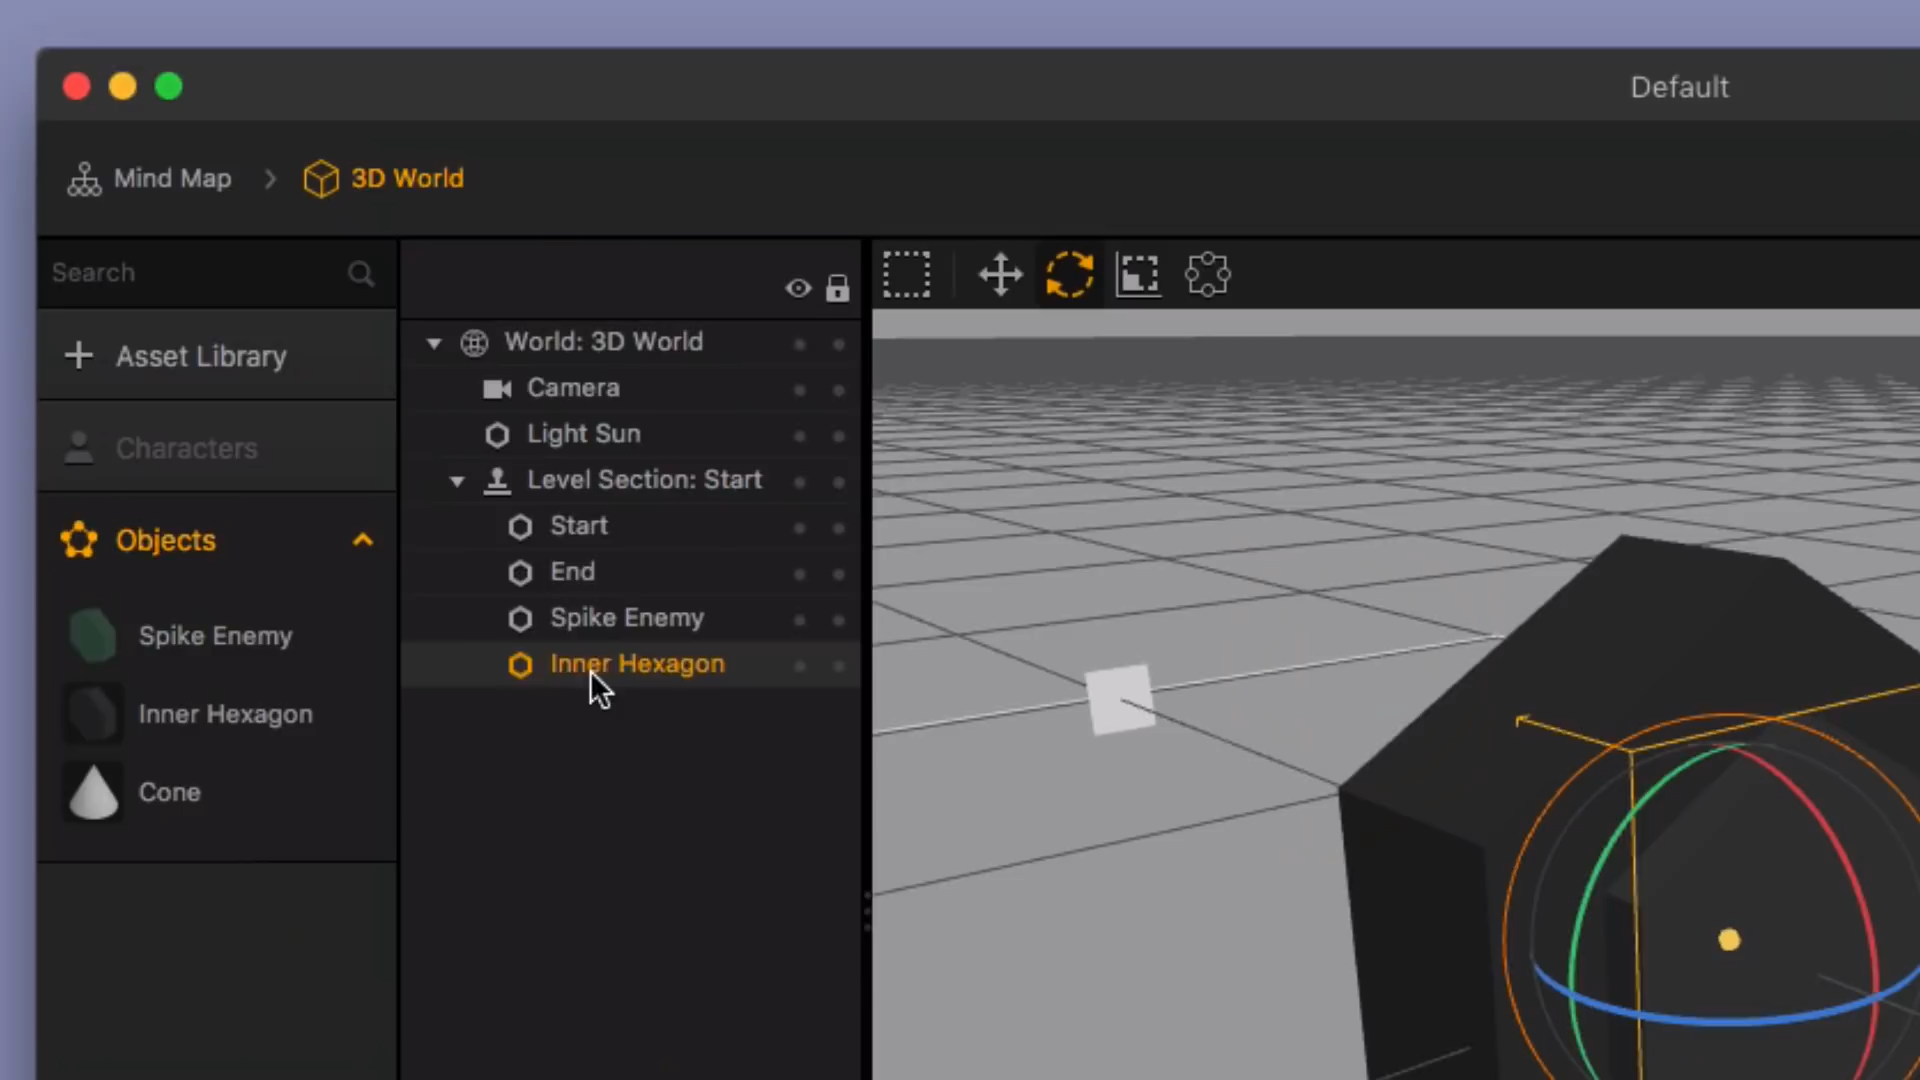 Default
Mind Map
3D World
Search
Asset Library
Characters
Objects
Spike Enemy
Inner Hexagon
Cone
World: 3D World
Camera
Light Sun
Level Section: Start
Start
End
Spike Enemy
Inner Hexagon